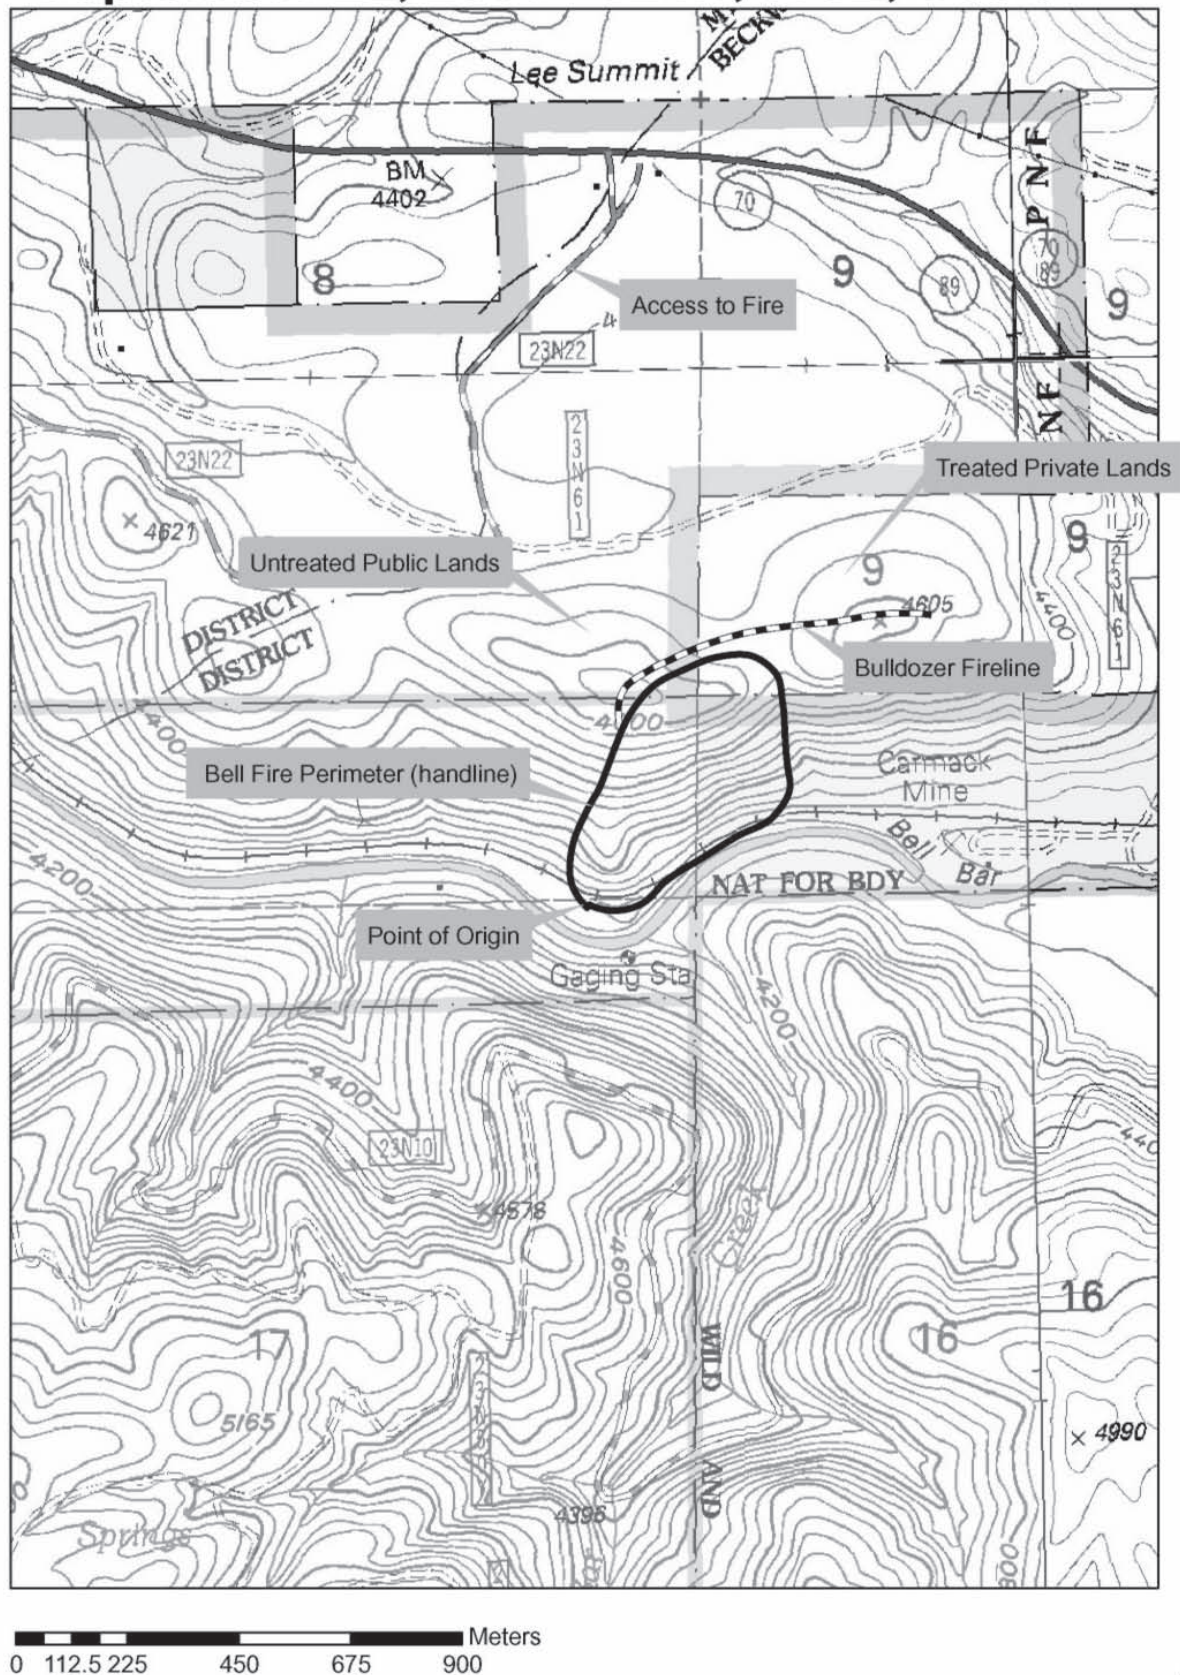 Lee Summit
BECKW
BM
4402
8
70
9
89
70
89
9
P N.F
Access to Fire
23N22
NF
23N61
Treated Private Lands
23N22
4621
9
9
23N61
Untreated Public Lands
4605
4400
DISTRICT
DISTRICT
Bulldozer Fireline
4400
Bell Fire Perimeter (handline)
Carmack
Mine
Bell
Bar
4200
NAT FOR BDY
Point of Origin
Gaging Sta
4200
4400
23N10
4578
Creek
4600
16
16
17
WILD
5165
4990
AND
4396
Springs
Meters
0 112.5 225 450 675 900